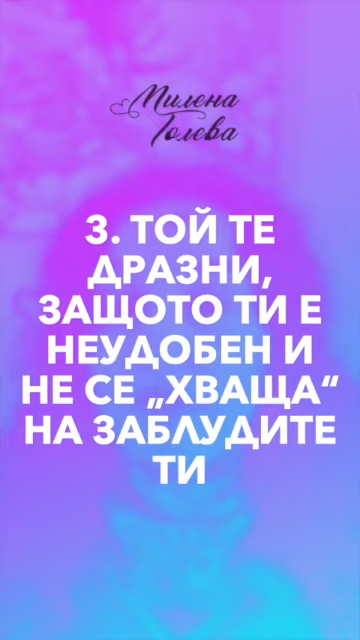 Милена
Голева
3. ТОЙ ТЕ
ДРАЗНИ,
ЗАЩОТО ТИ Е
НЕУДОБЕН И
НЕ СЕ „ХВАЩА“
НА ЗАБЛУДИТЕ
ТИ